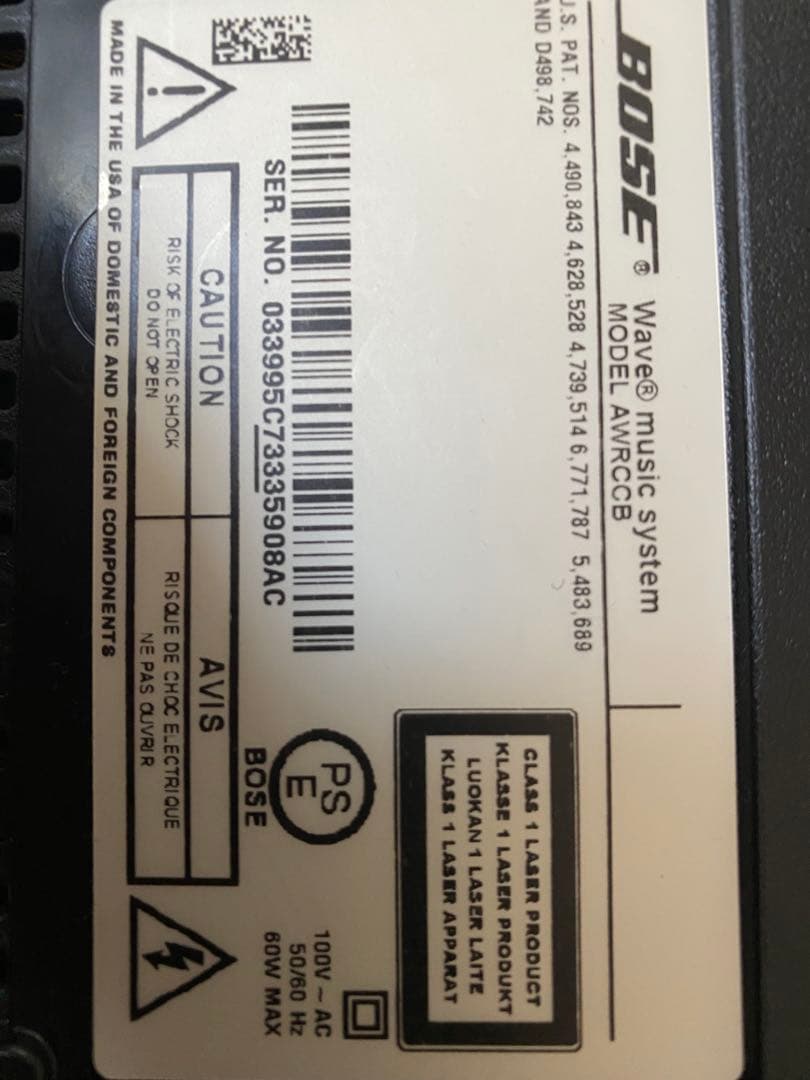 BOSE® Wave® music system
MODEL AWRCCB
U.S. PAT. NOS. 4,490,843 4,628,528 4,739,514 6,771,787 5,483,689
AND D498,742
CLASS 1 LASER PRODUCT
KLASSE 1 LASER PRODUKT
LUOKAN 1 LASER LAITE
KLASS 1 LASER APPARAT
SER. NO. 033995C73335908AC
PS
E
BOSE
100V ~ AC
50/60 Hz
60W MAX
CAUTION
RISK OF ELECTRIC SHOCK
DO NOT OPEN
AVIS
RISQUE DE CHOC ELECTRIQUE
NE PAS OUVRIR
MADE IN THE USA OF DOMESTIC AND FOREIGN COMPONENTS